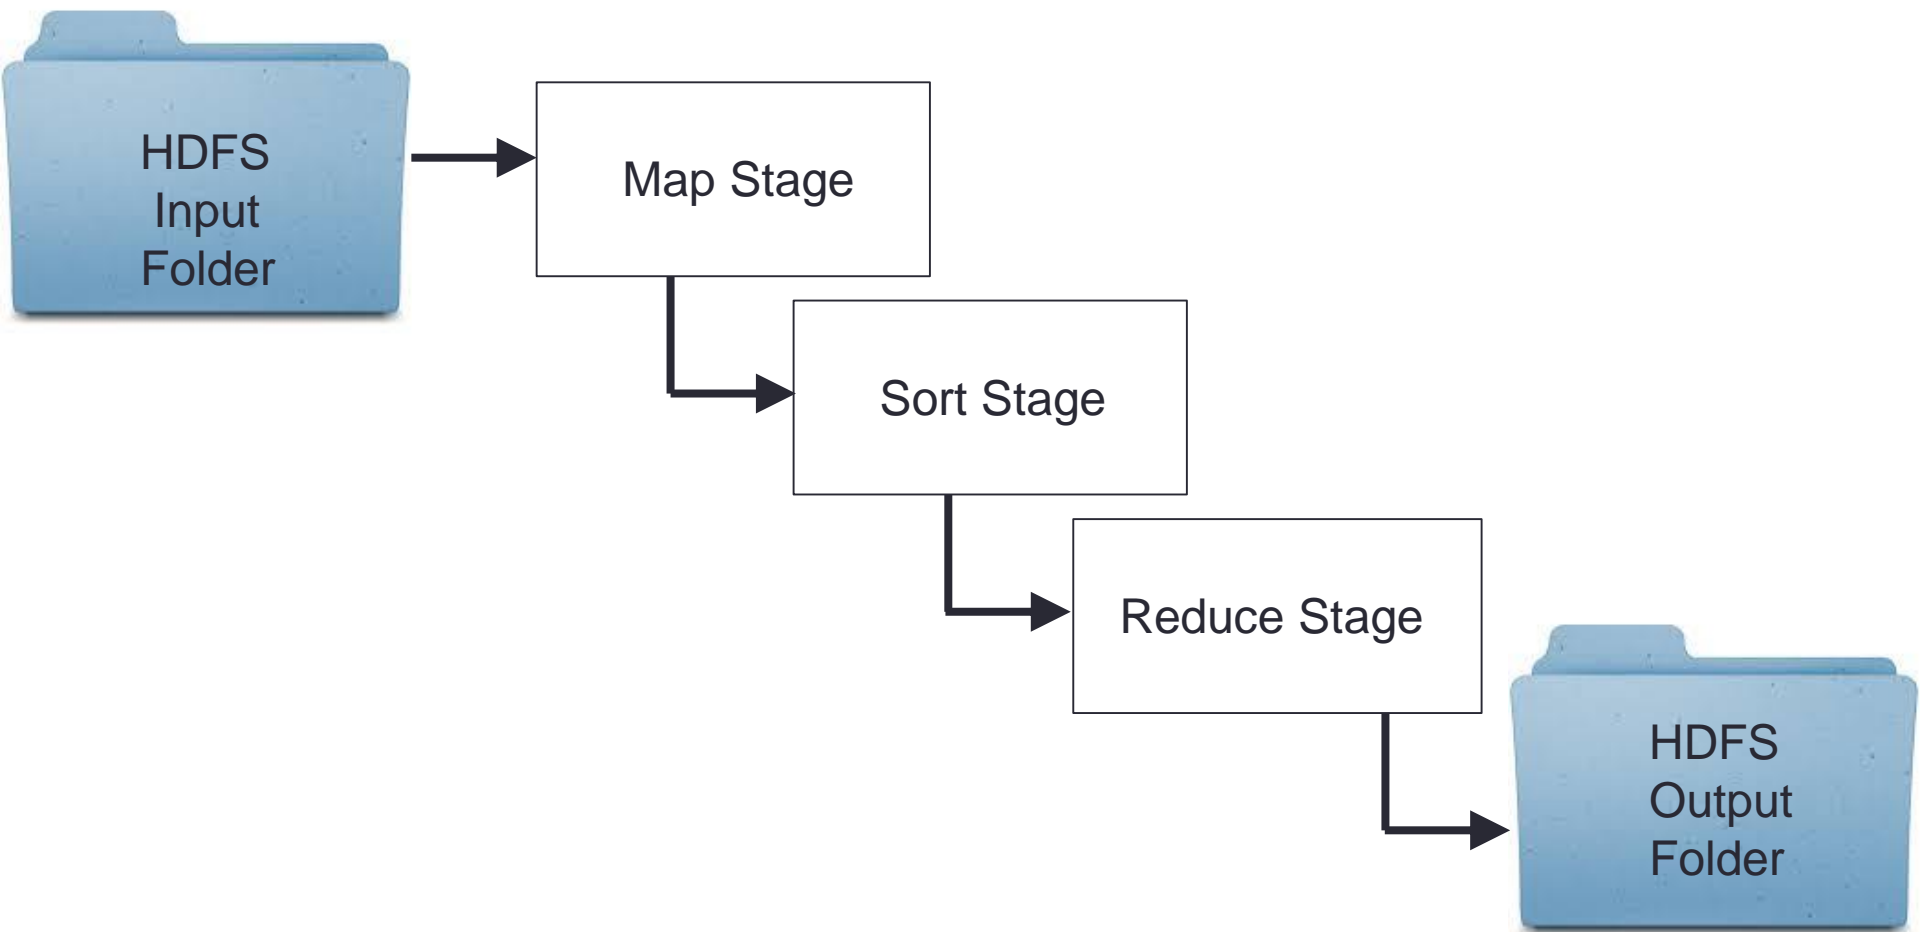 HDFS
Input
Folder
Map Stage
Sort Stage
Reduce Stage
HDFS
Output
Folder